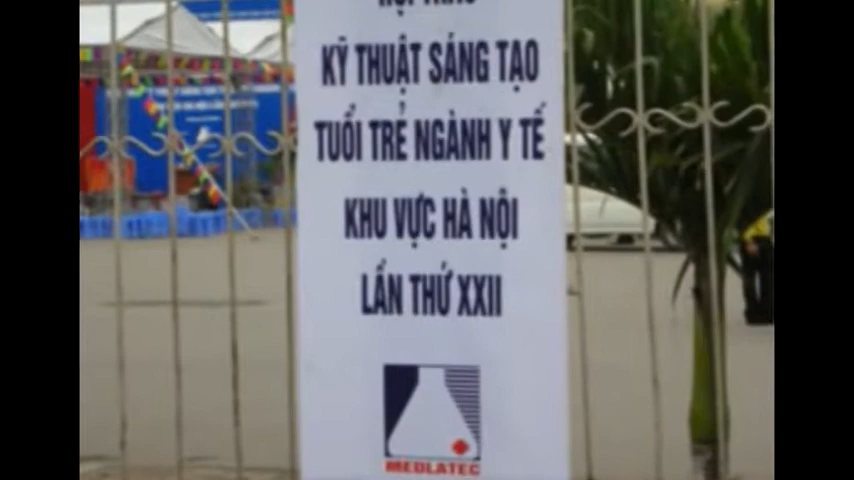 KỸ THUẬT SÁNG TẠO
TUỔI TRẺ NGÀNH Y TẾ
KHU VỰC HÀ NỘI
LẦN THỨ XXII
MEDLATEC